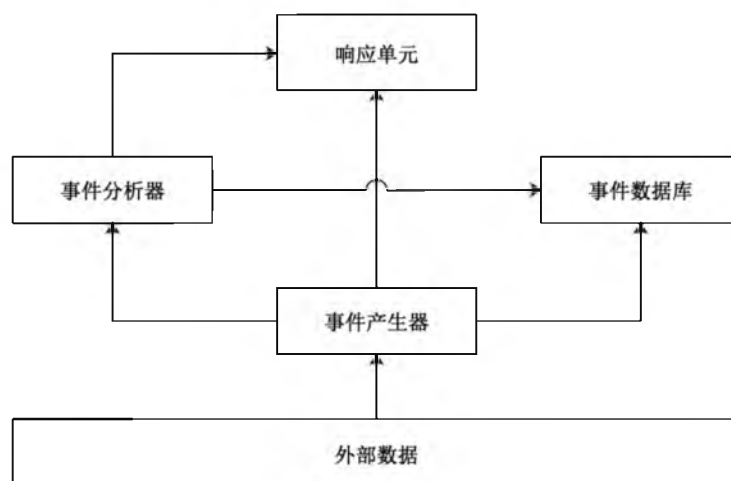 响应单元
事件分析器
事件数据库
事件产生器
外部数据